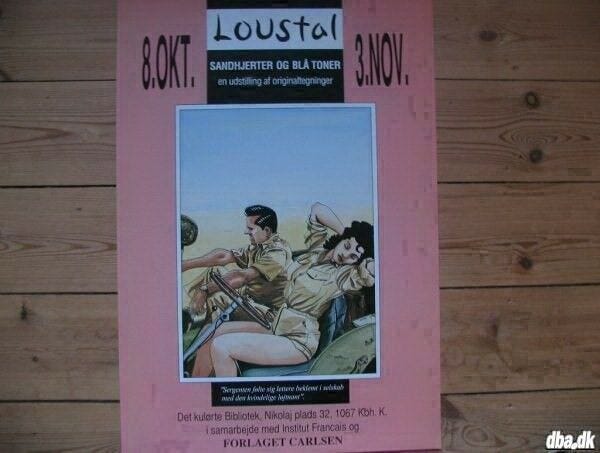 Loustal
8.OKT.
SANDHJERTER OG BLÅ TONER
3.NOV.
en udstilling af originaltegninger
"Sergenten følte sig lettere beklemt i selskab
med den kvindelige løjtnant".
Det kulørte Bibliotek, Nikolaj plads 32, 1067 Kbh. K.
i samarbejde med Institut Francais og
FORLAGET CARLSEN
dba.dk